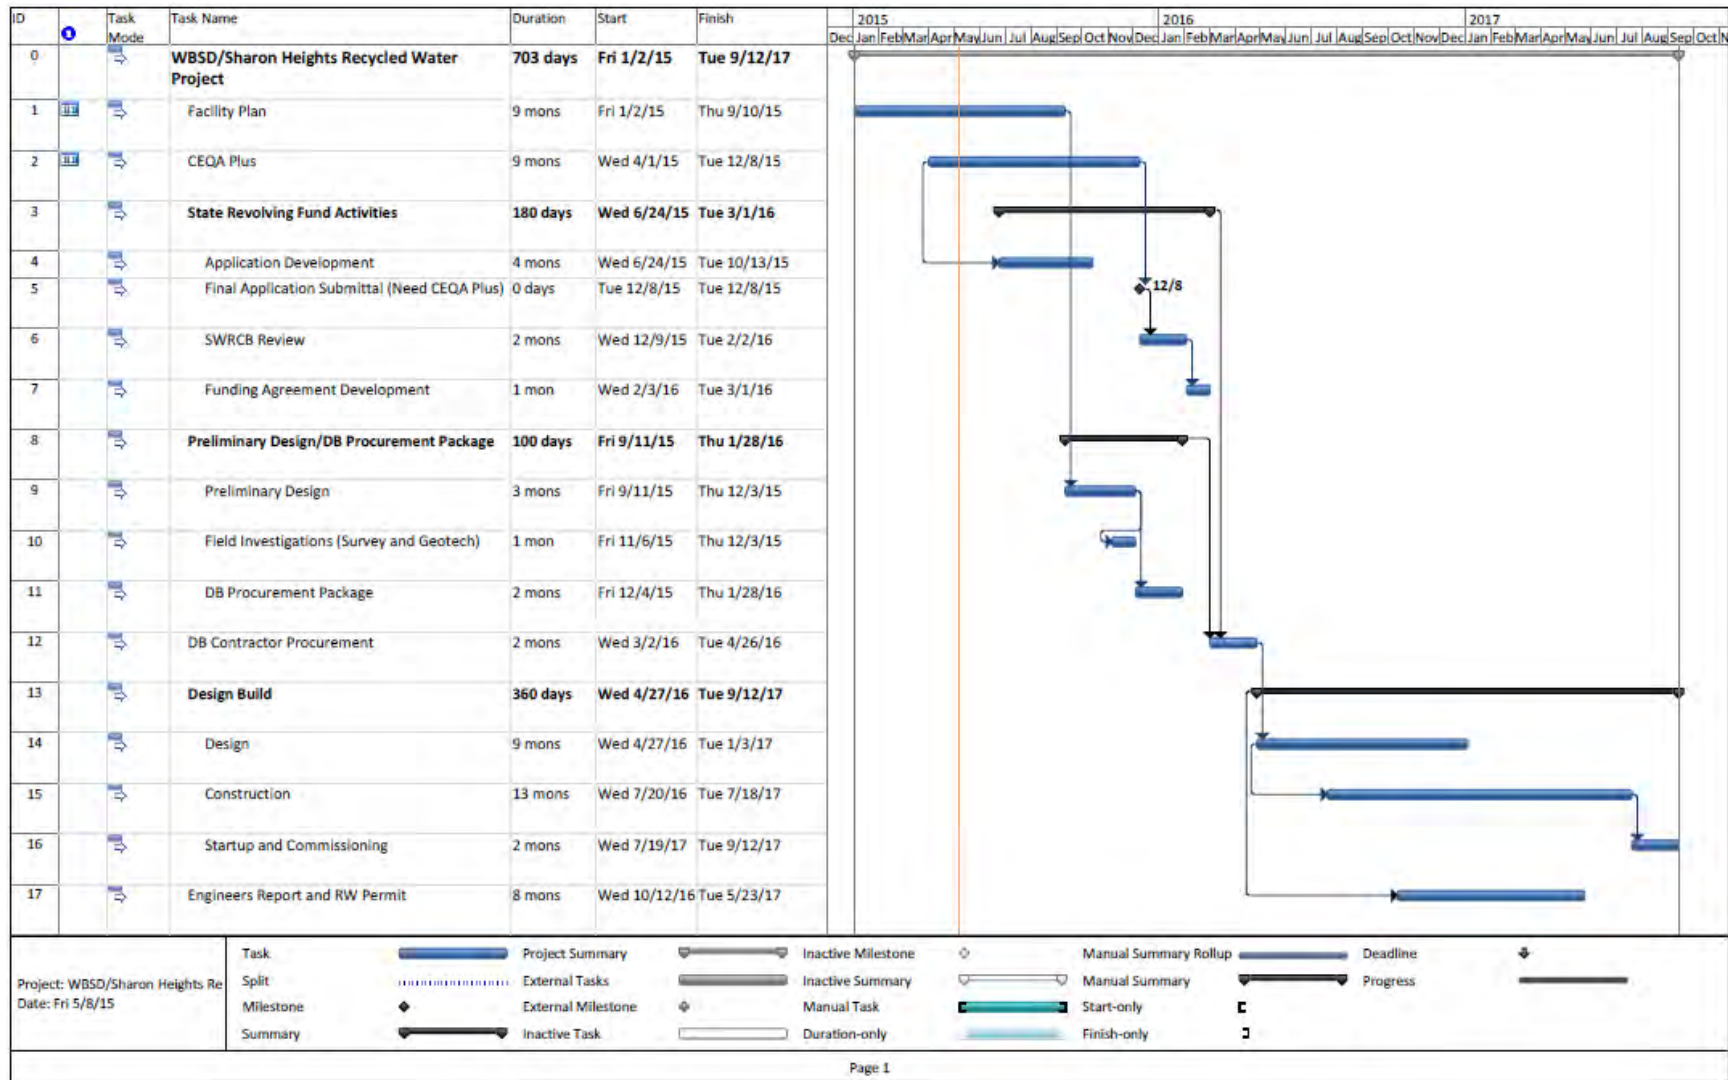 ID Task Mode Task Name Duration Start Finish 2015 2016 2017
Dec Jan Feb Mar Apr May Jun Jul Aug Sep Oct Nov Dec Jan Feb Mar Apr May Jun Jul Aug Sep Oct Nov Dec Jan Feb Mar Apr May Jun Jul Aug Sep Oct N
0 WBSD/Sharon Heights Recycled Water Project 703 days Fri 1/2/15 Tue 9/12/17
1 Facility Plan 9 mons Fri 1/2/15 Thu 9/10/15
2 CEQA Plus 9 mons Wed 4/1/15 Tue 12/8/15
3 State Revolving Fund Activities 180 days Wed 6/24/15 Tue 3/1/16
4 Application Development 4 mons Wed 6/24/15 Tue 10/13/15
5 Final Application Submittal (Need CEQA Plus) 0 days Tue 12/8/15 Tue 12/8/15 12/8
6 SWRCB Review 2 mons Wed 12/9/15 Tue 2/2/16
7 Funding Agreement Development 1 mon Wed 2/3/16 Tue 3/1/16
8 Preliminary Design/DB Procurement Package 100 days Fri 9/11/15 Thu 1/28/16
9 Preliminary Design 3 mons Fri 9/11/15 Thu 12/3/15
10 Field Investigations (Survey and Geotech) 1 mon Fri 11/6/15 Thu 12/3/15
11 DB Procurement Package 2 mons Fri 12/4/15 Thu 1/28/16
12 DB Contractor Procurement 2 mons Wed 3/2/16 Tue 4/26/16
13 Design Build 360 days Wed 4/27/16 Tue 9/12/17
14 Design 9 mons Wed 4/27/16 Tue 1/3/17
15 Construction 13 mons Wed 7/20/16 Tue 7/18/17
16 Startup and Commissioning 2 mons Wed 7/19/17 Tue 9/12/17
17 Engineers Report and RW Permit 8 mons Wed 10/12/16 Tue 5/23/17
Project: WBSD/Sharon Heights Re
Date: Fri 5/8/15
Task Project Summary Inactive Milestone Manual Summary Rollup Deadline
Split External Tasks Inactive Summary Manual Summary Progress
Milestone External Milestone Manual Task Start-only
Summary Inactive Task Duration-only Finish-only
Page 1